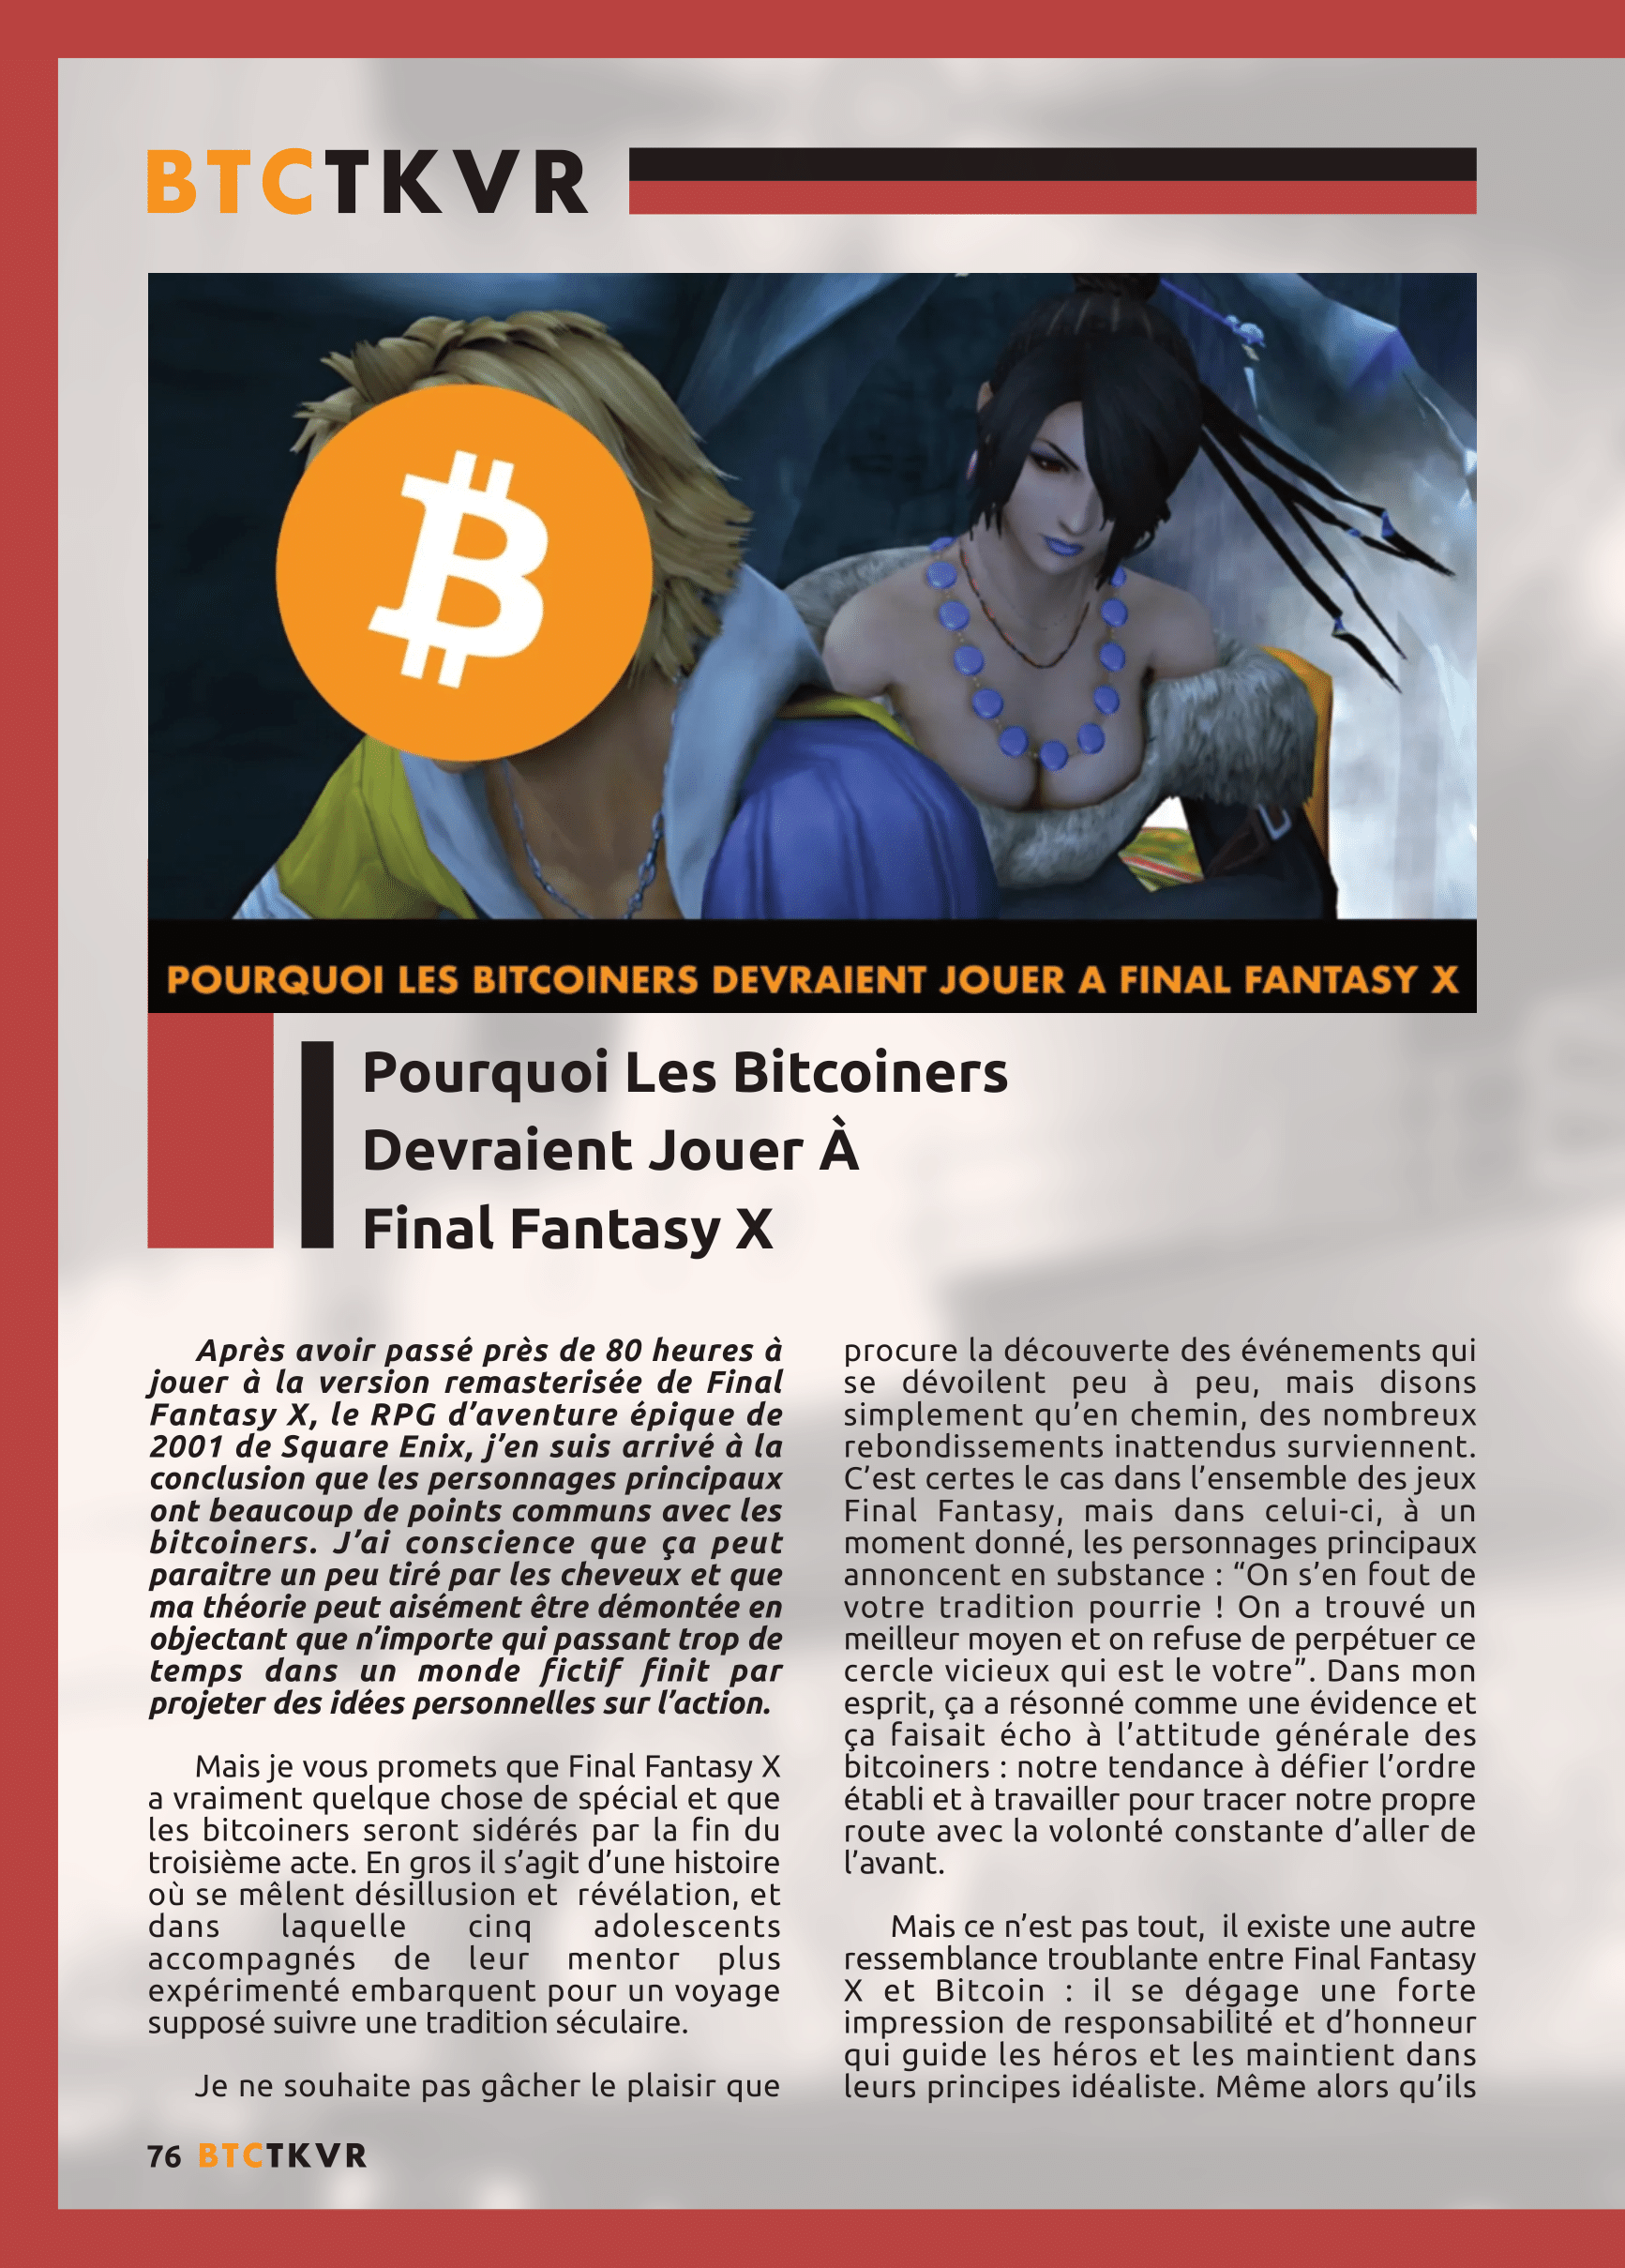 BTCTKVR
POURQUOI LES BITCOINERS DEVRAIENT JOUER A FINAL FANTASY X
Pourquoi Les Bitcoiners
Devraient Jouer À
Final Fantasy X
Après avoir passé près de 80 heures à
jouer à la version remasterisée de Final
Fantasy X, le RPG d’aventure épique de
2001 de Square Enix, j’en suis arrivé à la
conclusion que les personnages principaux
ont beaucoup de points communs avec les
bitcoiners. J’ai conscience que ça peut
paraitre un peu tiré par les cheveux et que
ma théorie peut aisément être démontée en
objectant que n’importe qui passant trop de
temps dans un monde fictif finit par
projeter des idées personnelles sur l’action.
Mais je vous promets que Final Fantasy X
a vraiment quelque chose de spécial et que
les bitcoiners seront sidérés par la fin du
troisième acte. En gros il s’agit d’une histoire
où se mêlent désillusion et révélation, et
dans laquelle cinq adolescents
accompagnés de leur mentor plus
expérimenté embarquent pour un voyage
supposé suivre une tradition séculaire.
Je ne souhaite pas gâcher le plaisir que
procure la découverte des événements qui
se dévoilent peu à peu, mais disons
simplement qu’en chemin, des nombreux
rebondissements inattendus surviennent.
C’est certes le cas dans l’ensemble des jeux
Final Fantasy, mais dans celui-ci, à un
moment donné, les personnages principaux
annoncent en substance : “On s’en fout de
votre tradition pourrie ! On a trouvé un
meilleur moyen et on refuse de perpétuer ce
cercle vicieux qui est le votre”. Dans mon
esprit, ça a résonné comme une évidence et
ça faisait écho à l’attitude générale des
bitcoiners : notre tendance à défier l’ordre
établi et à travailler pour tracer notre propre
route avec la volonté constante d’aller de
l’avant.
Mais ce n’est pas tout, il existe une autre
ressemblance troublante entre Final Fantasy
X et Bitcoin : il se dégage une forte
impression de responsabilité et d’honneur
qui guide les héros et les maintient dans
leurs principes idéaliste. Même alors qu’ils
76 BTCTKVR